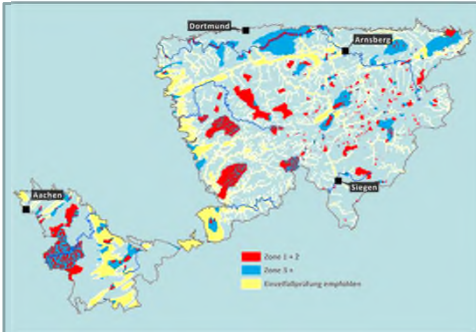 Dortmund
Arnsberg
Aachen
Siegen
Zone 1 + 2
Zone 3 +
Einzelfallprüfung empfohlen